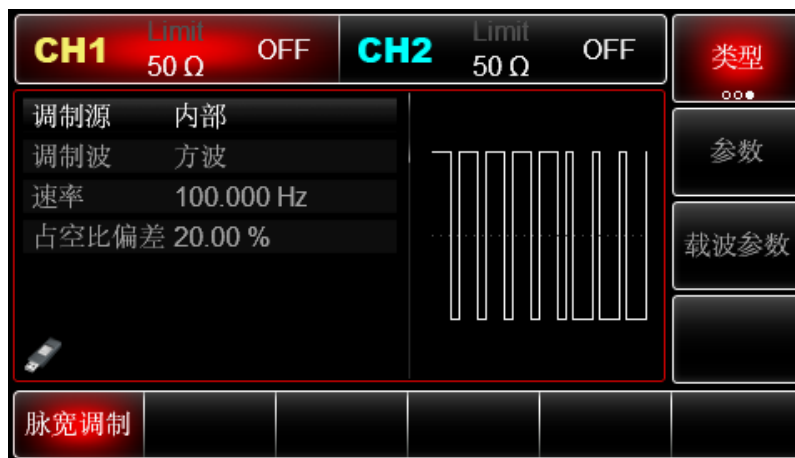 CH1 Limit 50 Ω OFF CH2 Limit 50 Ω OFF
类型
调制源 内部
调制波 方波
速率 100.000 Hz
占空比偏差 20.00 %
参数
载波参数
脉宽调制